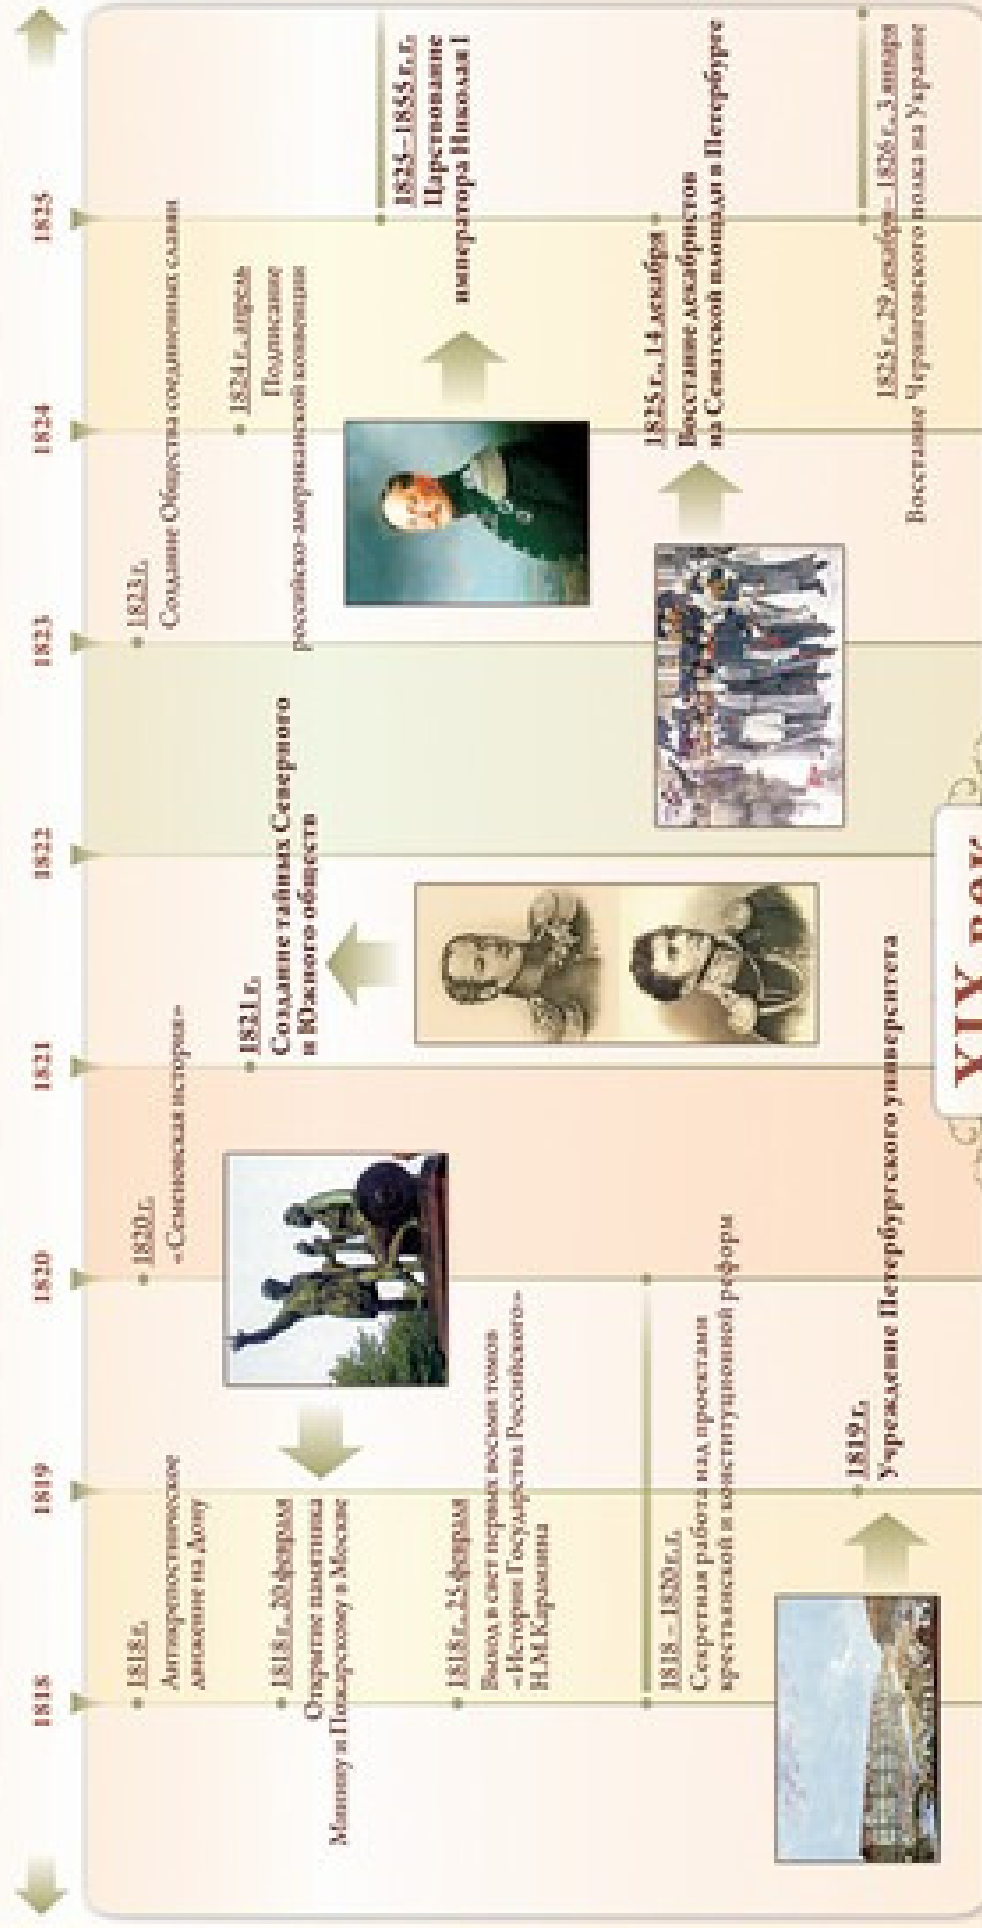 1818
1819
1820
1821
1822
1823
1824
1825
1818 г.
Антикрепостническое
движение на Дону
1818 г., 20 февраля
Открытие памятника
Минину и Пожарскому в Москве
1818 г., 25 февраля
Выход в свет первых восьми томов
«Истории Государства Российского»
Н.М.Карамзина
1818 – 1820 г. г.
Секретная работа над проектами
крестьянской и конституционной реформ
1819 г.
Учреждение Петербургского университета
1820 г.
«Семеновская история»
1821 г.
Создание тайных Северного
и Южного обществ
1823 г.
Создание Общества соединенных славян
1824 г., апрель
Подписание
российско-американской конвенции
1825–1855 г. г.
Царствование
императора Николая I
1825 г., 14 декабря
Восстание декабристов
на Сенатской площади в Петербурге
1825 г., 29 декабря– 1826 г., 3 января
Восстание Черниговского полка на Украине
XIX век